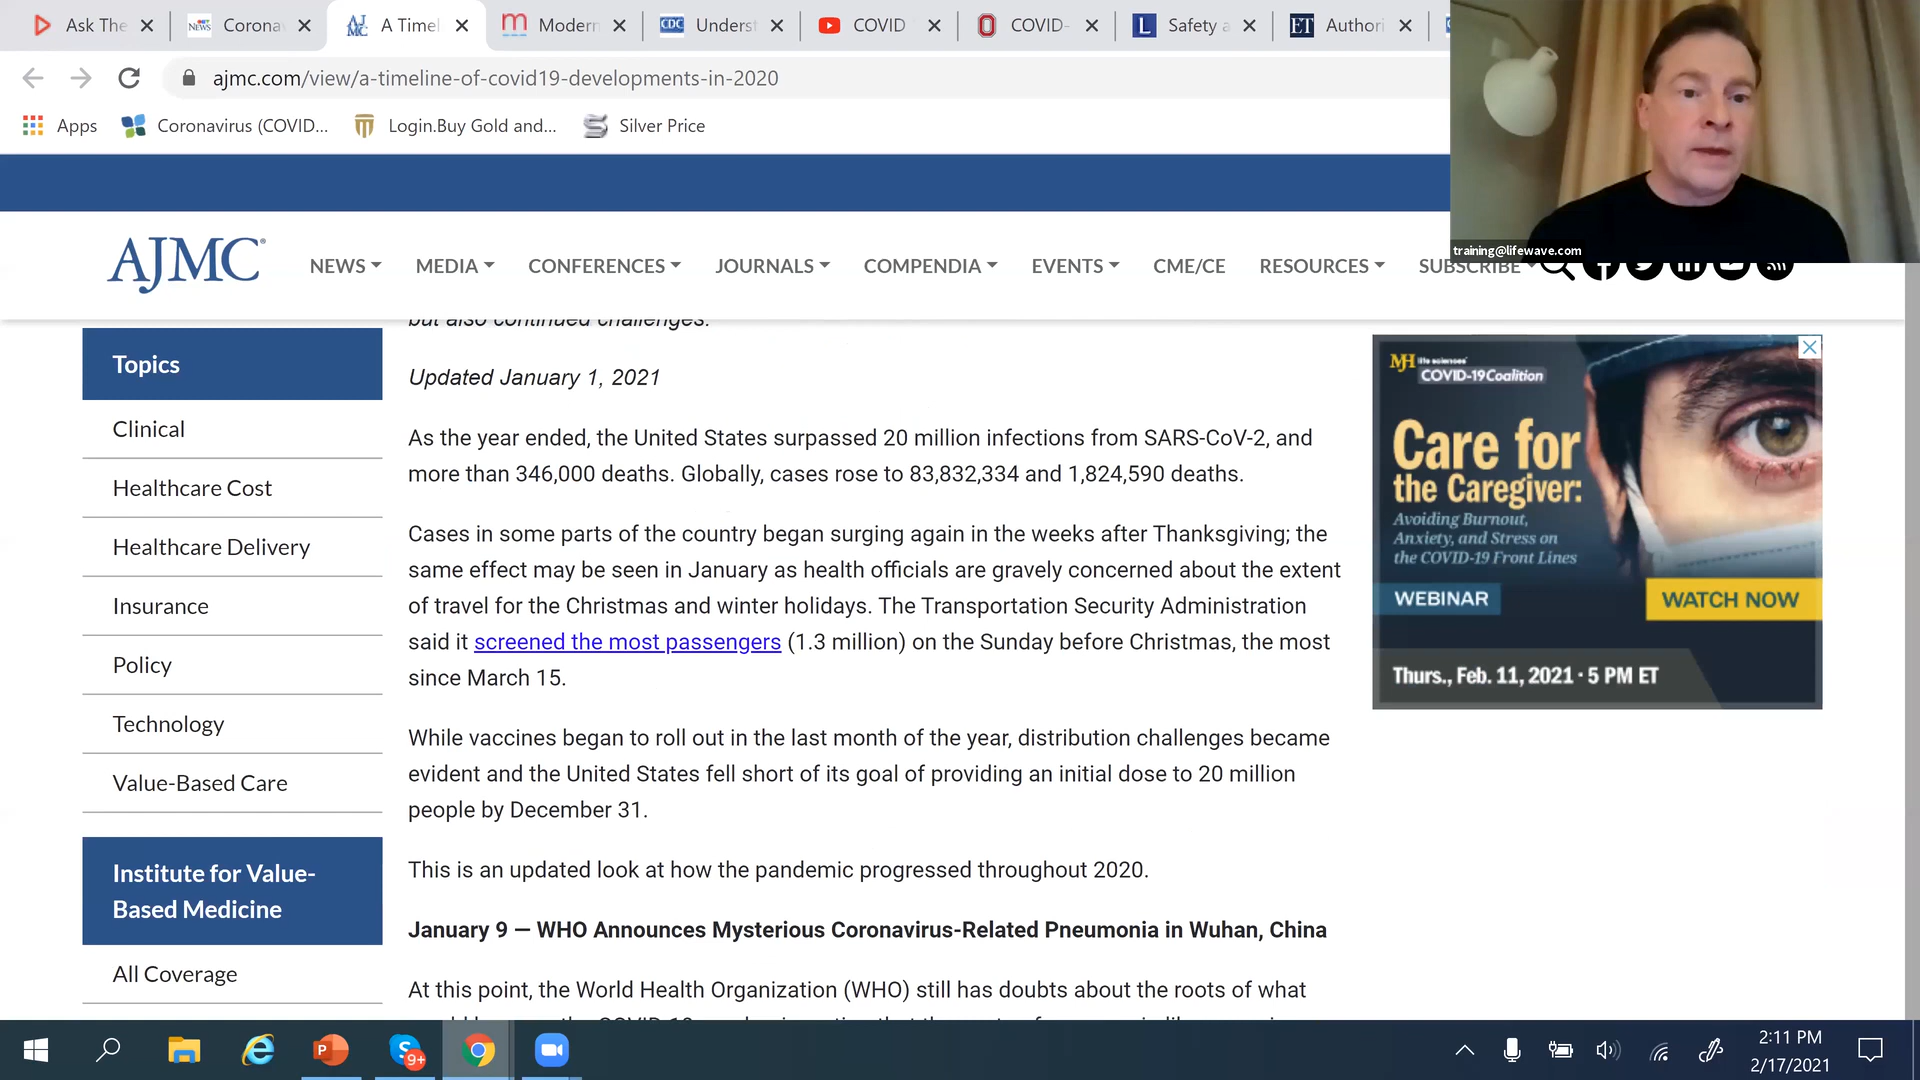 Ask The
Corona
A Timel
Modern
Underst
COVID
COVID-
Safety a
Authori
ajmc.com/view/a-timeline-of-covid19-developments-in-2020
Apps
Coronavirus (COVID...
Login.Buy Gold and...
Silver Price
training@lifewave.com
AJMC
NEWS
MEDIA
CONFERENCES
JOURNALS
COMPENDIA
EVENTS
CME/CE
RESOURCES
SUBSCRIBE
Topics
Clinical
Healthcare Cost
Healthcare Delivery
Insurance
Policy
Technology
Value-Based Care
Institute for Value-
Based Medicine
All Coverage
but also continued challenges.
Updated January 1, 2021
As the year ended, the United States surpassed 20 million infections from SARS-CoV-2, and
more than 346,000 deaths. Globally, cases rose to 83,832,334 and 1,824,590 deaths.
Cases in some parts of the country began surging again in the weeks after Thanksgiving; the
same effect may be seen in January as health officials are gravely concerned about the extent
of travel for the Christmas and winter holidays. The Transportation Security Administration
said it screened the most passengers (1.3 million) on the Sunday before Christmas, the most
since March 15.
While vaccines began to roll out in the last month of the year, distribution challenges became
evident and the United States fell short of its goal of providing an initial dose to 20 million
people by December 31.
This is an updated look at how the pandemic progressed throughout 2020.
January 9 — WHO Announces Mysterious Coronavirus-Related Pneumonia in Wuhan, China
At this point, the World Health Organization (WHO) still has doubts about the roots of what
MH life sciences
COVID-19 Coalition
Care for
the Caregiver:
Avoiding Burnout,
Anxiety, and Stress on
the COVID-19 Front Lines
WEBINAR
WATCH NOW
Thurs., Feb. 11, 2021 · 5 PM ET
9+
2:11 PM
2/17/2021